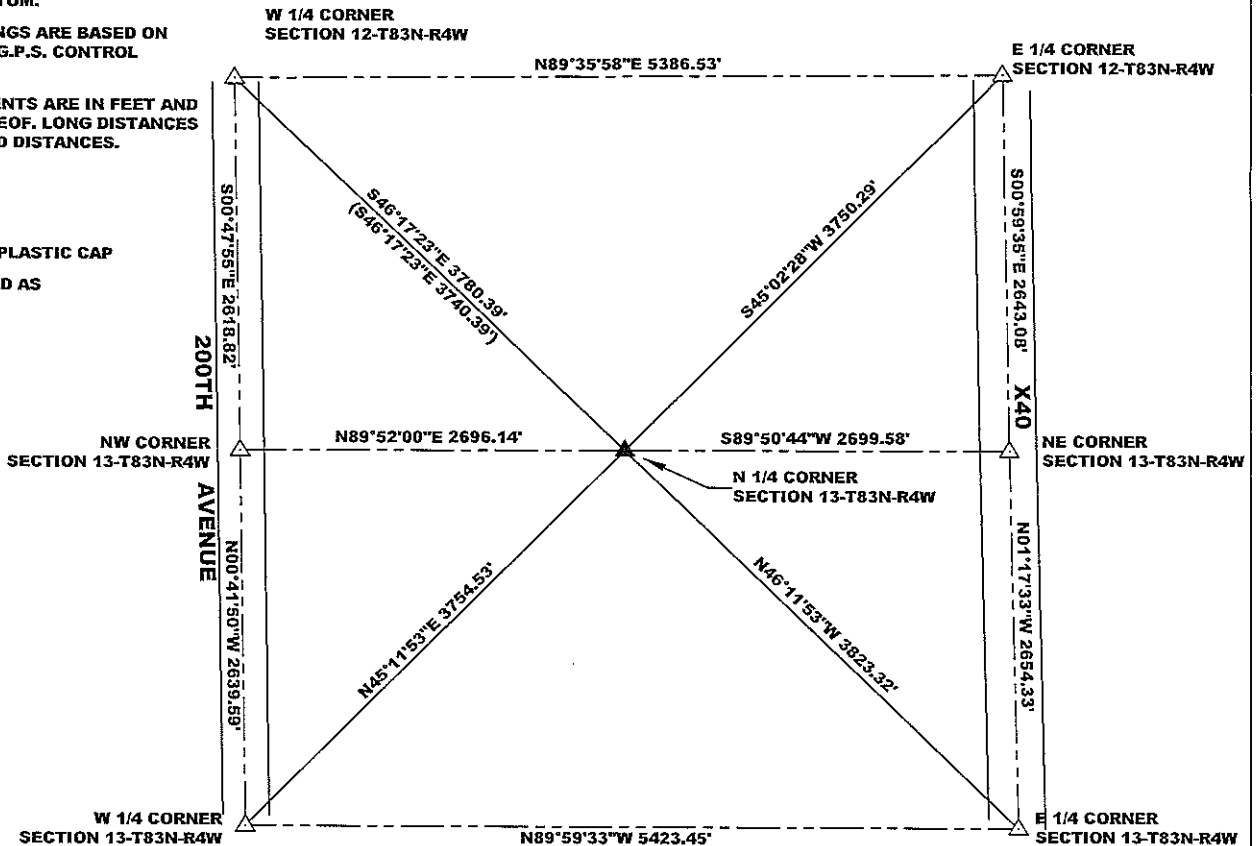 TUM.
W 1/4 CORNER
SECTION 12-T83N-R4W
NGS ARE BASED ON
G.P.S. CONTROL
E 1/4 CORNER
SECTION 12-T83N-R4W
N89°35'58"E 5386.53'
ENTS ARE IN FEET AND
EOF. LONG DISTANCES
D DISTANCES.
PLASTIC CAP
D AS
S00°47'55"E 2618.82'
S46°17'23"E 3780.39'
(S46°17'23"E 3740.39')
S45°02'28"W 3750.29'
S00°59'35"E 2643.08'
200TH AVENUE
X40
NW CORNER
SECTION 13-T83N-R4W
N89°52'00"E 2696.14'
S89°50'44"W 2699.58'
NE CORNER
SECTION 13-T83N-R4W
N 1/4 CORNER
SECTION 13-T83N-R4W
N00°41'50"W 2639.59'
N45°11'53"E 3754.53'
N46°11'53"W 3823.32'
N01°17'33"W 2654.33'
W 1/4 CORNER
SECTION 13-T83N-R4W
N89°59'33"W 5423.45'
E 1/4 CORNER
SECTION 13-T83N-R4W